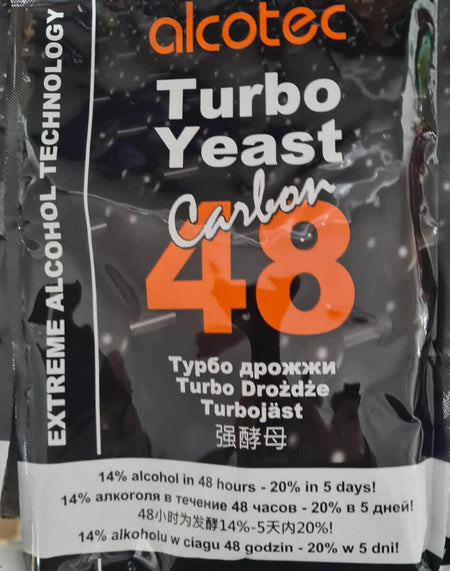 alcotec
EXTREME ALCOHOL TECHNOLOGY
Turbo
Yeast
Carbon
48
Турбо дрожжи
Turbo Drożdże
Turbojäst
强酵母
14% alcohol in 48 hours - 20% in 5 days!
14% алкоголя в течение 48 часов - 20% в 5 дней!
48小时为发酵14%-5天内20%!
14% alkoholu w ciagu 48 godzin - 20% w 5 dni!